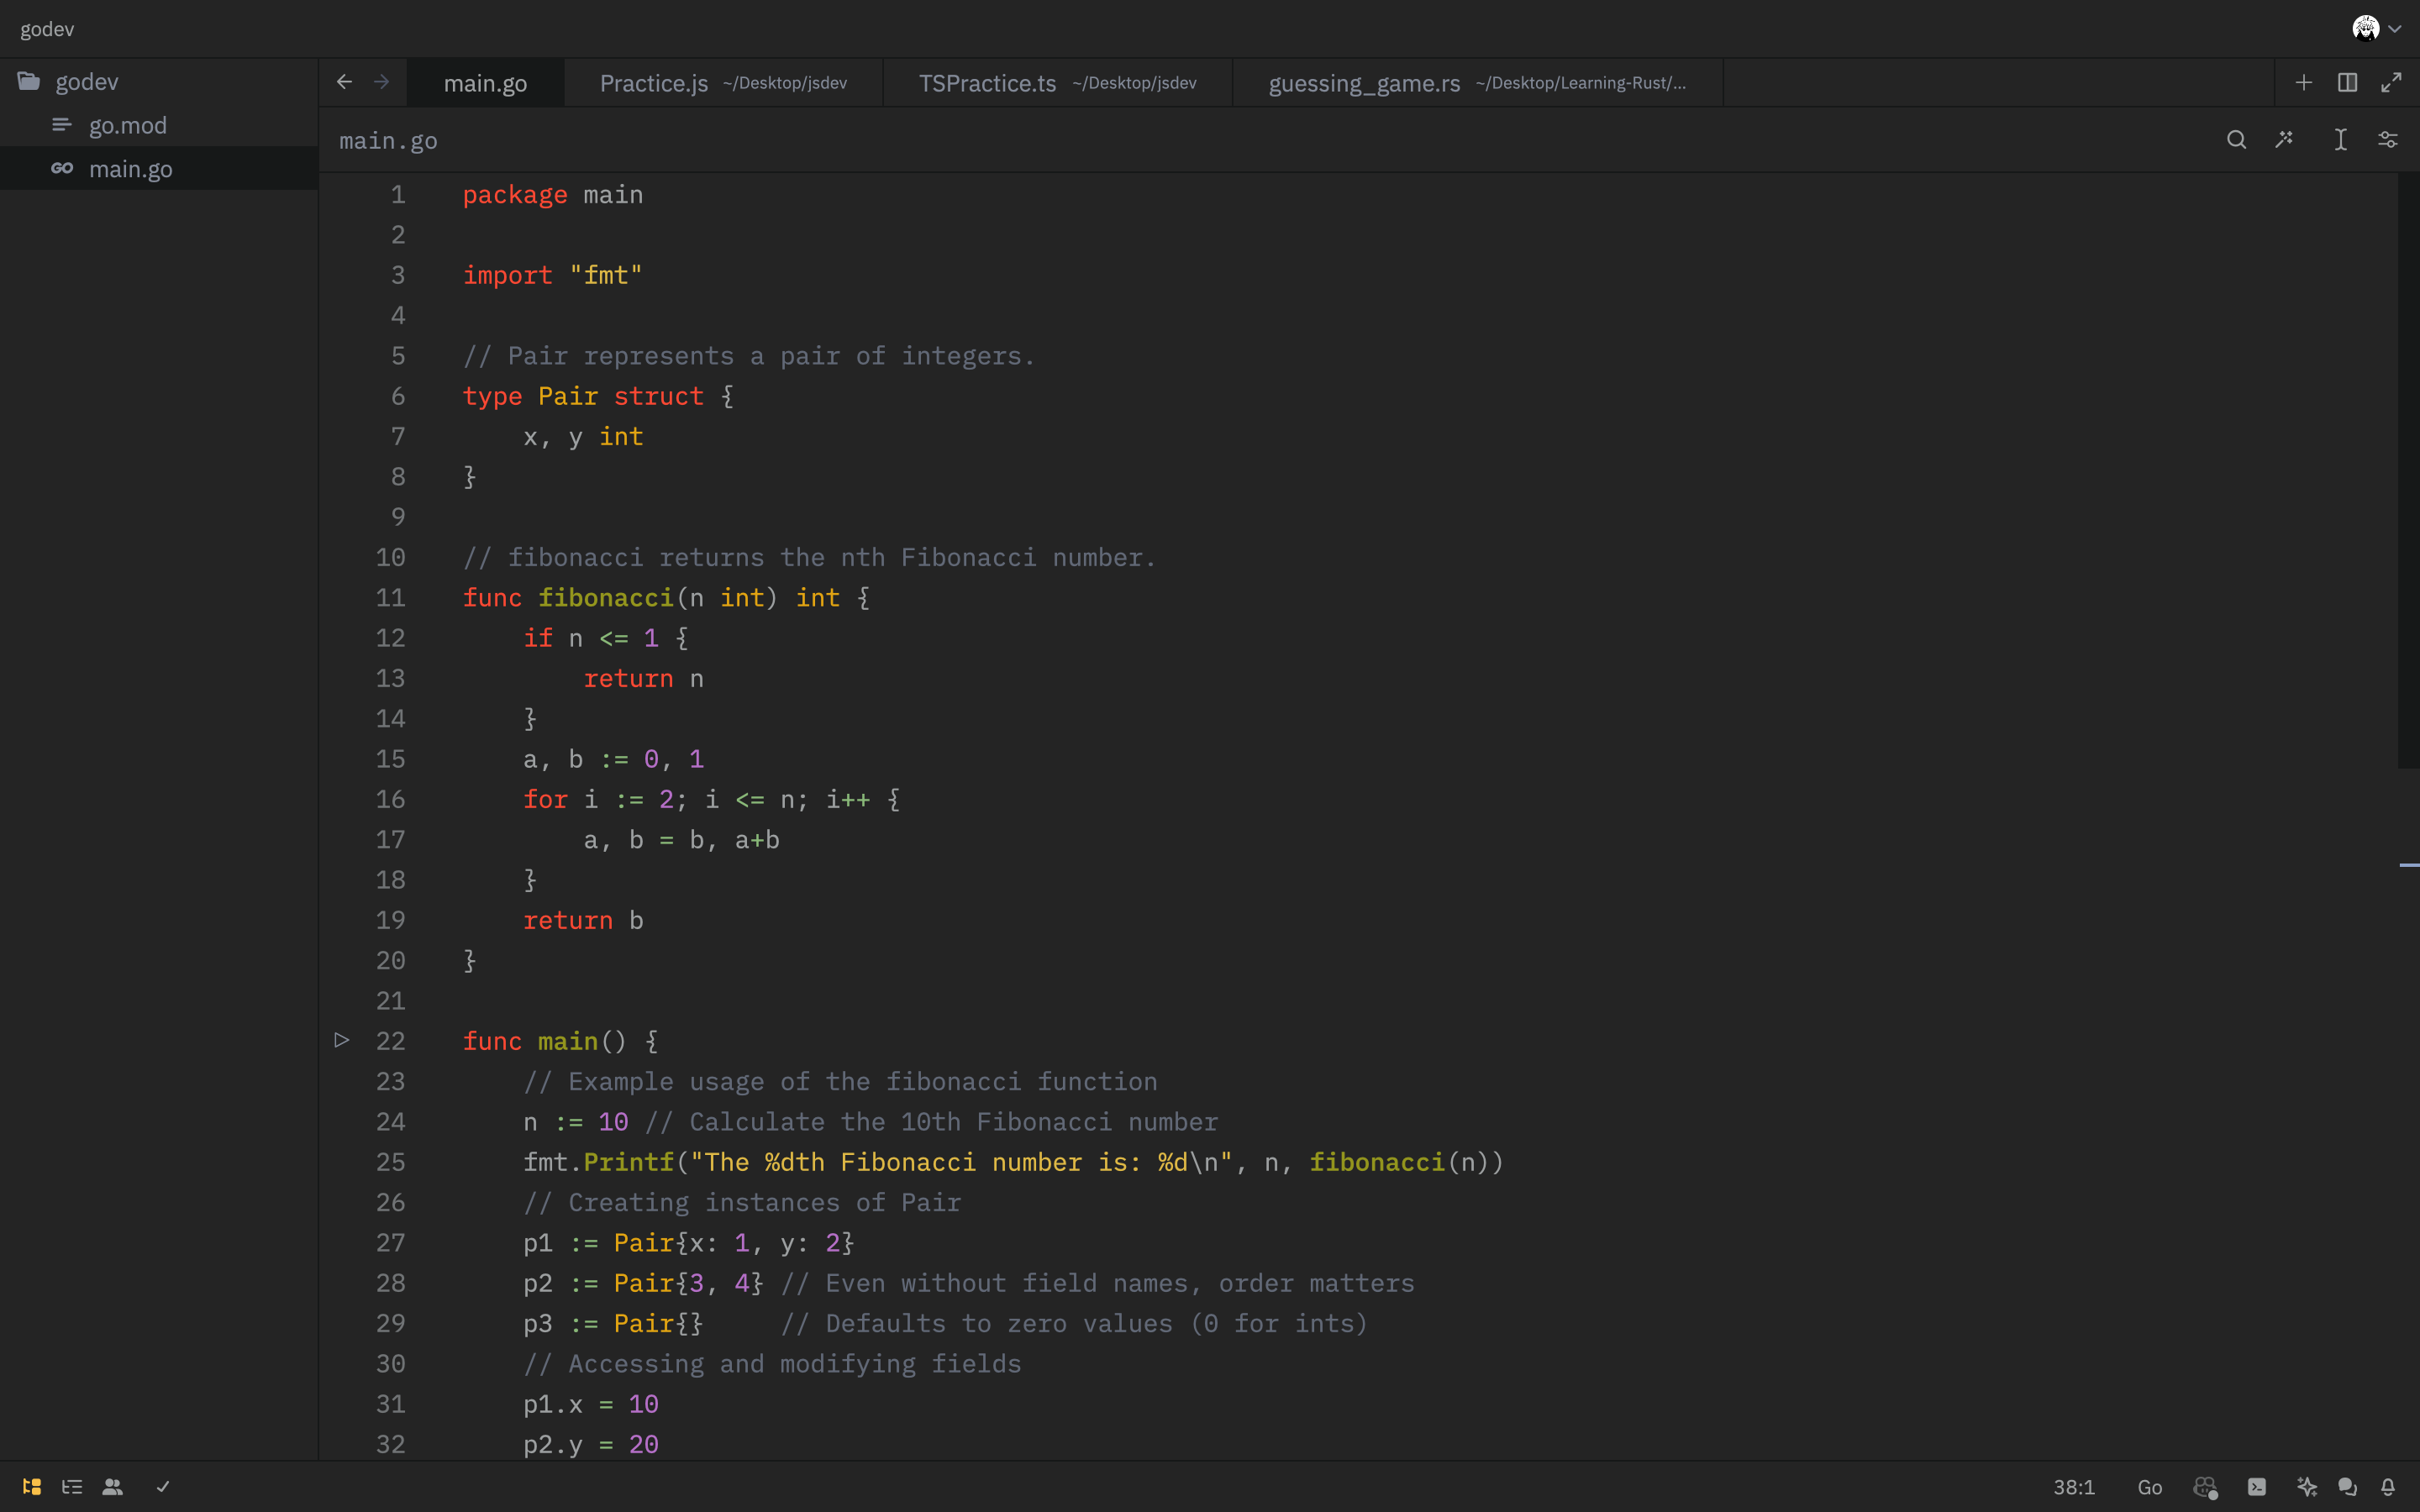 godev
godev
go.mod
GO main.go
main.go
Practice.js ~/Desktop/jsdev
TSPractice.ts ~/Desktop/jsdev
guessing_game.rs ~/Desktop/Learning-Rust/...
main.go
1 package main
2
3 import "fmt"
4
5 // Pair represents a pair of integers.
6 type Pair struct {
7     x, y int
8 }
9
10 // fibonacci returns the nth Fibonacci number.
11 func fibonacci(n int) int {
12     if n <= 1 {
13         return n
14     }
15     a, b := 0, 1
16     for i := 2; i <= n; i++ {
17         a, b = b, a+b
18     }
19     return b
20 }
21
22 func main() {
23     // Example usage of the fibonacci function
24     n := 10 // Calculate the 10th Fibonacci number
25     fmt.Printf("The %dth Fibonacci number is: %d\n", n, fibonacci(n))
26     // Creating instances of Pair
27     p1 := Pair{x: 1, y: 2}
28     p2 := Pair{3, 4} // Even without field names, order matters
29     p3 := Pair{}     // Defaults to zero values (0 for ints)
30     // Accessing and modifying fields
31     p1.x = 10
32     p2.y = 20
38:1 Go